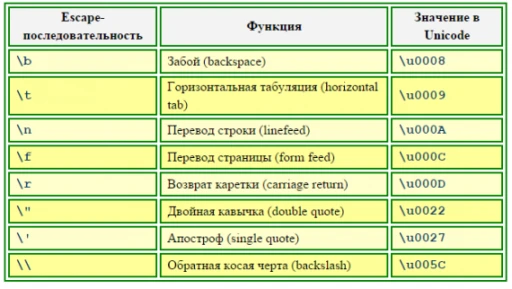 Escape-последовательность Функция Значение в Unicode
\b Забой (backspace) \u0008
\t Горизонтальная табуляция (horizontal tab) \u0009
\n Перевод строки (linefeed) \u000A
\f Перевод страницы (form feed) \u000C
\r Возврат каретки (carriage return) \u000D
\" Двойная кавычка (double quote) \u0022
\' Апостроф (single quote) \u0027
\\ Обратная косая черта (backslash) \u005C